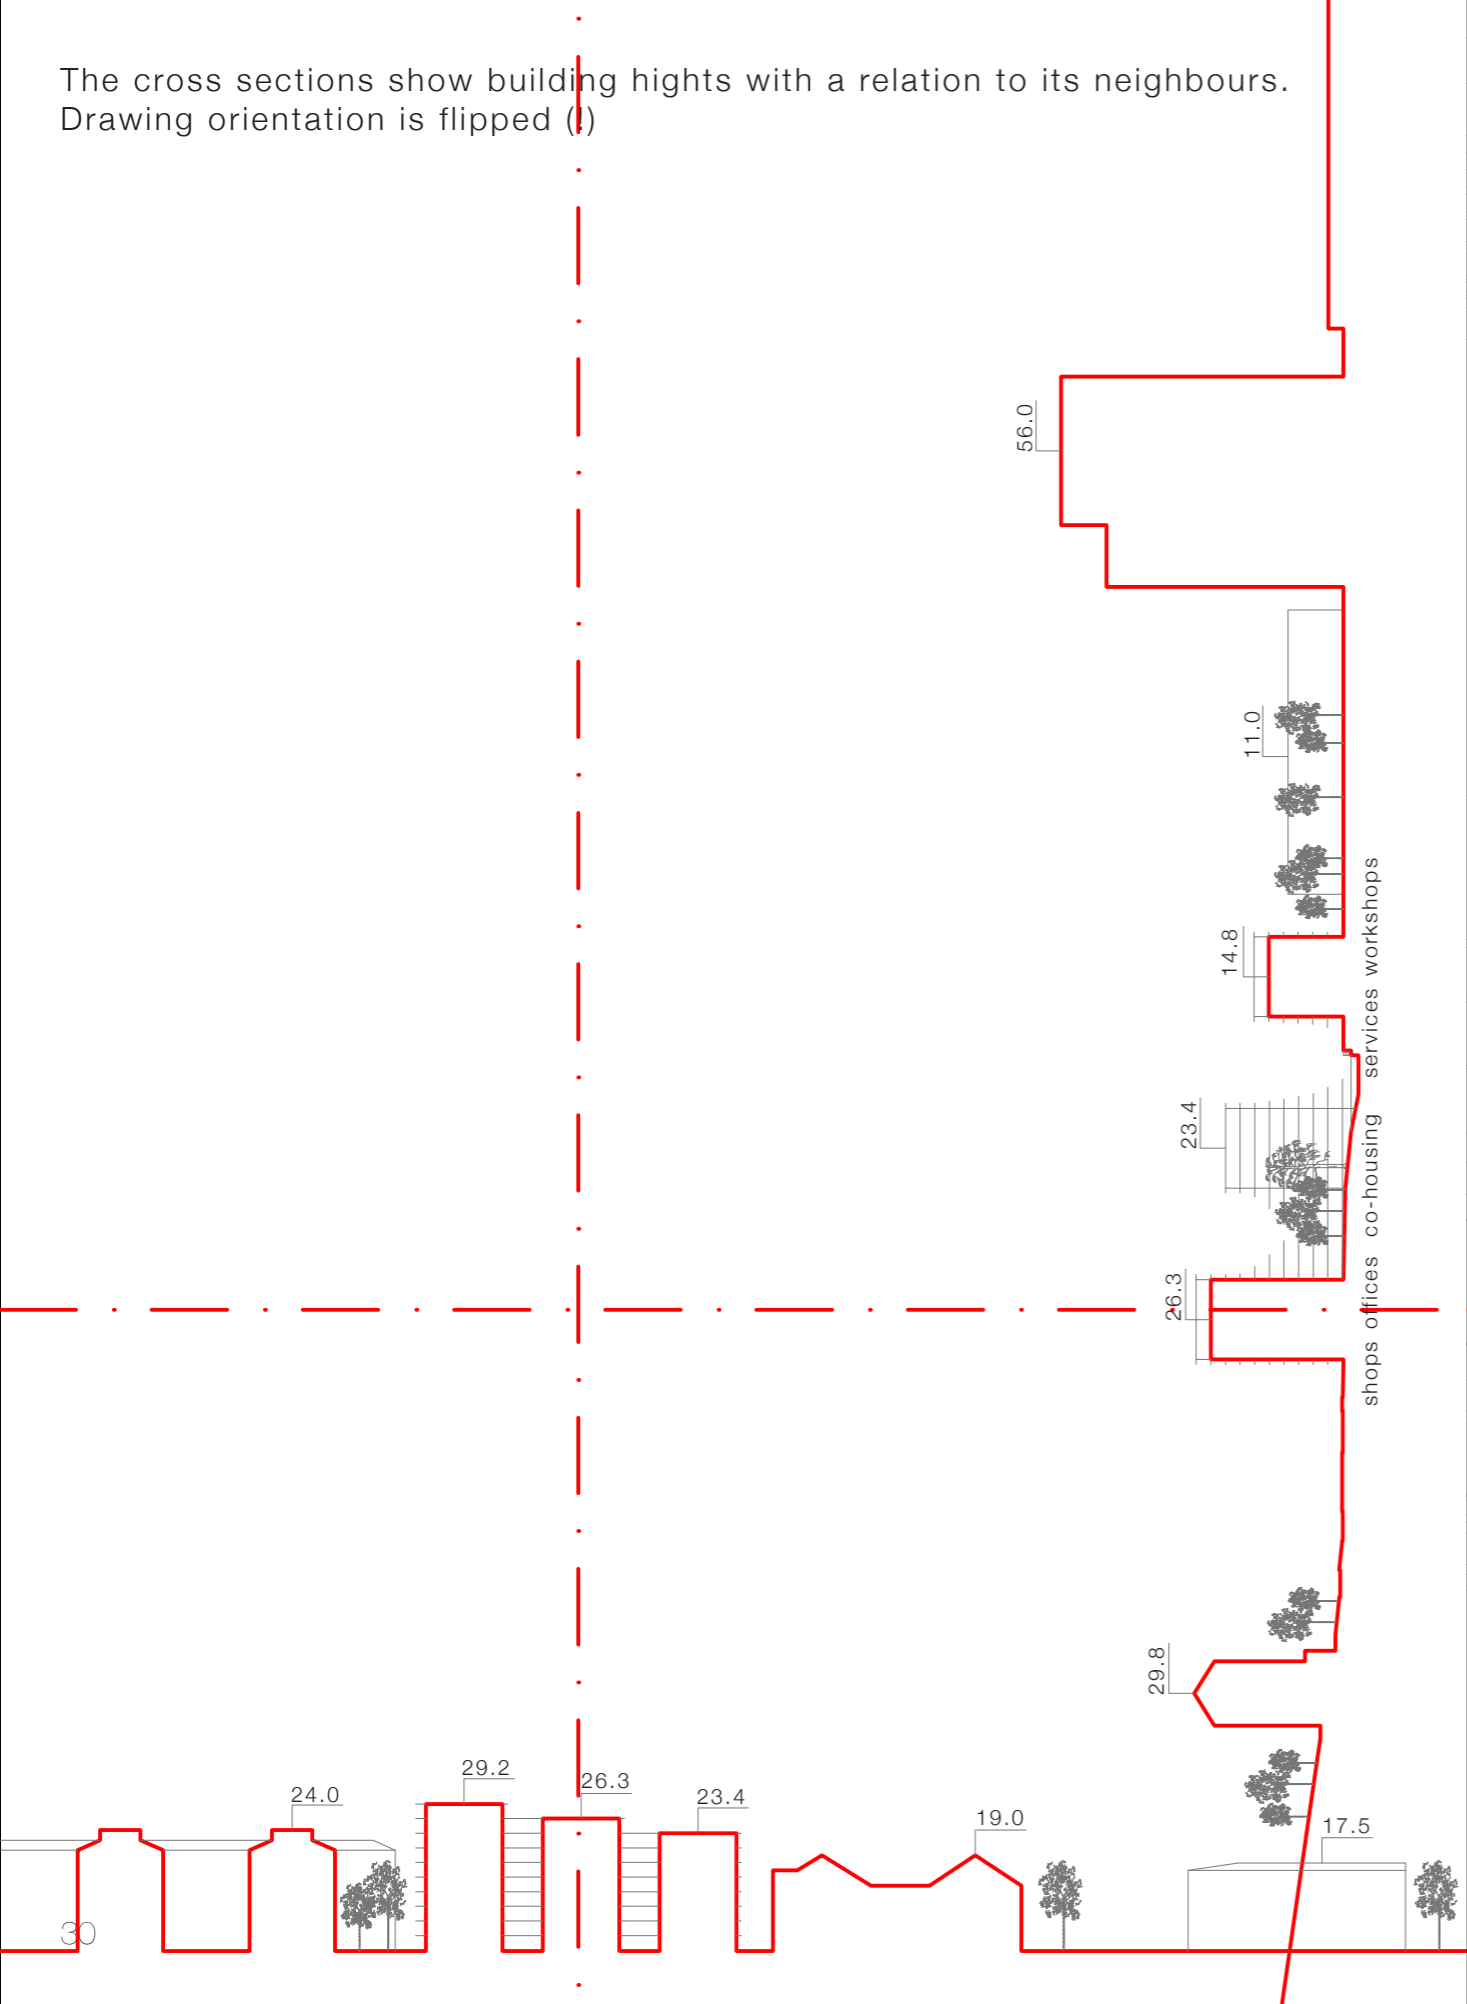 The cross sections show building hights with a relation to its neighbours.
Drawing orientation is flipped (!)
56.0
11.0
14.8
23.4
26.3
29.8
services workshops
co-housing
shops offices
24.0
29.2
26.3
23.4
19.0
17.5
30